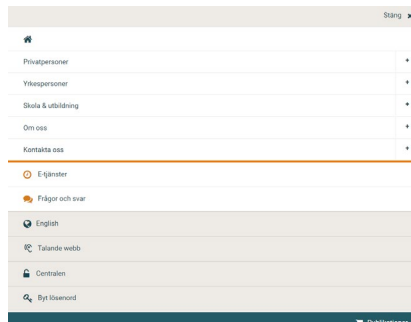 Stäng
Privatpersoner
Yrkespersoner
Skola & utbildning
Om oss
Kontakta oss
E-tjänster
Frågor och svar
English
Talande webb
Centralen
Byt lösenord